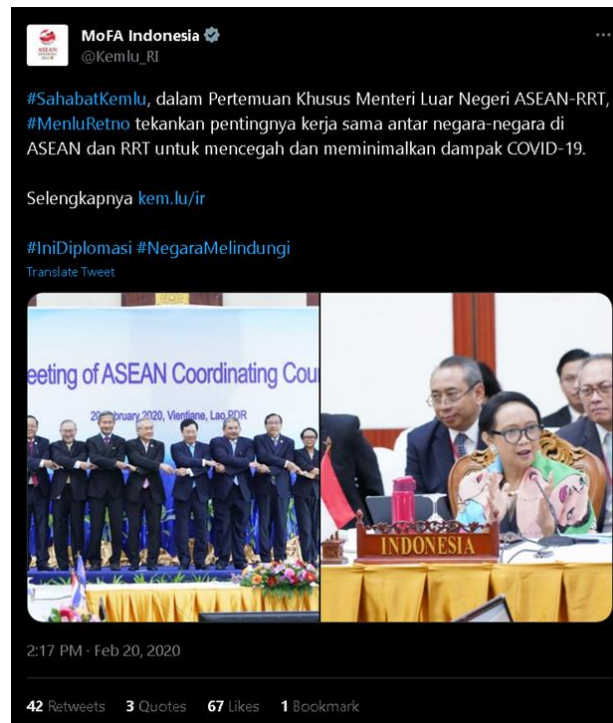 MoFA Indonesia
@Kemlu_RI
#SahabatKemlu, dalam Pertemuan Khusus Menteri Luar Negeri ASEAN-RRT,
#MenluRetno tekankan pentingnya kerja sama antar negara-negara di
ASEAN dan RRT untuk mencegah dan meminimalkan dampak COVID-19.
Selengkapnya kem.lu/ir
#IniDiplomasi #NegaraMelindungi
Translate Tweet
eeting of ASEAN Coordinating Cou
2020, Vientiane, Lao PDR
INDONESIA
2:17 PM · Feb 20, 2020
42 Retweets 3 Quotes 67 Likes 1 Bookmark